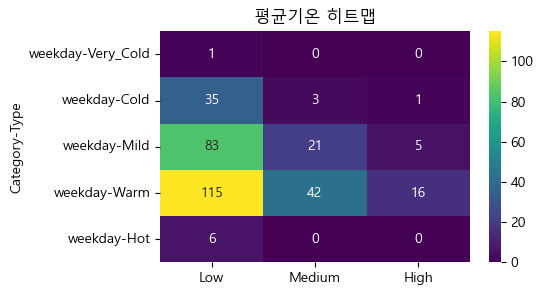 평균기온 히트맵
Category-Type
weekday-Very_Cold 1 0 0
weekday-Cold 35 3 1
weekday-Mild 83 21 5
weekday-Warm 115 42 16
weekday-Hot 6 0 0
Low Medium High
100
80
60
40
20
0